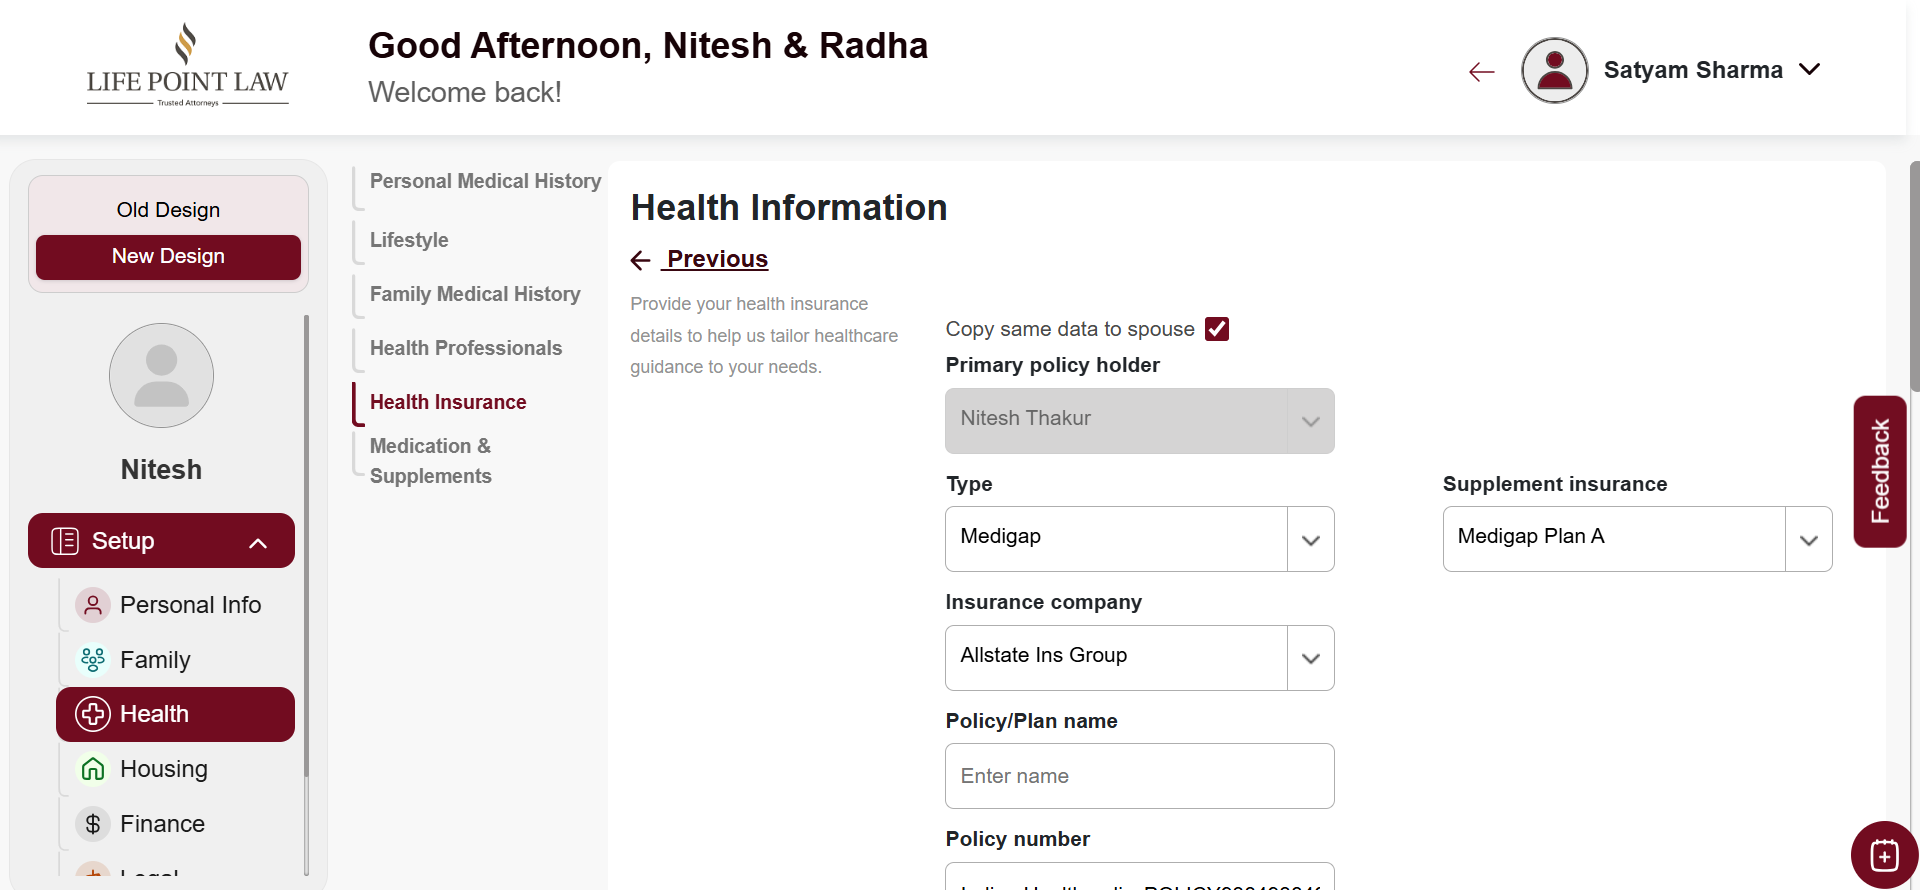 LIFE POINT LAW
Trusted Attorneys
Good Afternoon, Nitesh & Radha
Welcome back!
Satyam Sharma
Old Design
New Design
Nitesh
Setup
Personal Info
Family
Health
Housing
Finance
Personal Medical History
Lifestyle
Family Medical History
Health Professionals
Health Insurance
Medication &
Supplements
Health Information
Previous
Provide your health insurance
details to help us tailor healthcare
guidance to your needs.
Copy same data to spouse
Primary policy holder
Nitesh Thakur
Type
Medigap
Supplement insurance
Medigap Plan A
Insurance company
Allstate Ins Group
Policy/Plan name
Enter name
Policy number
Feedback